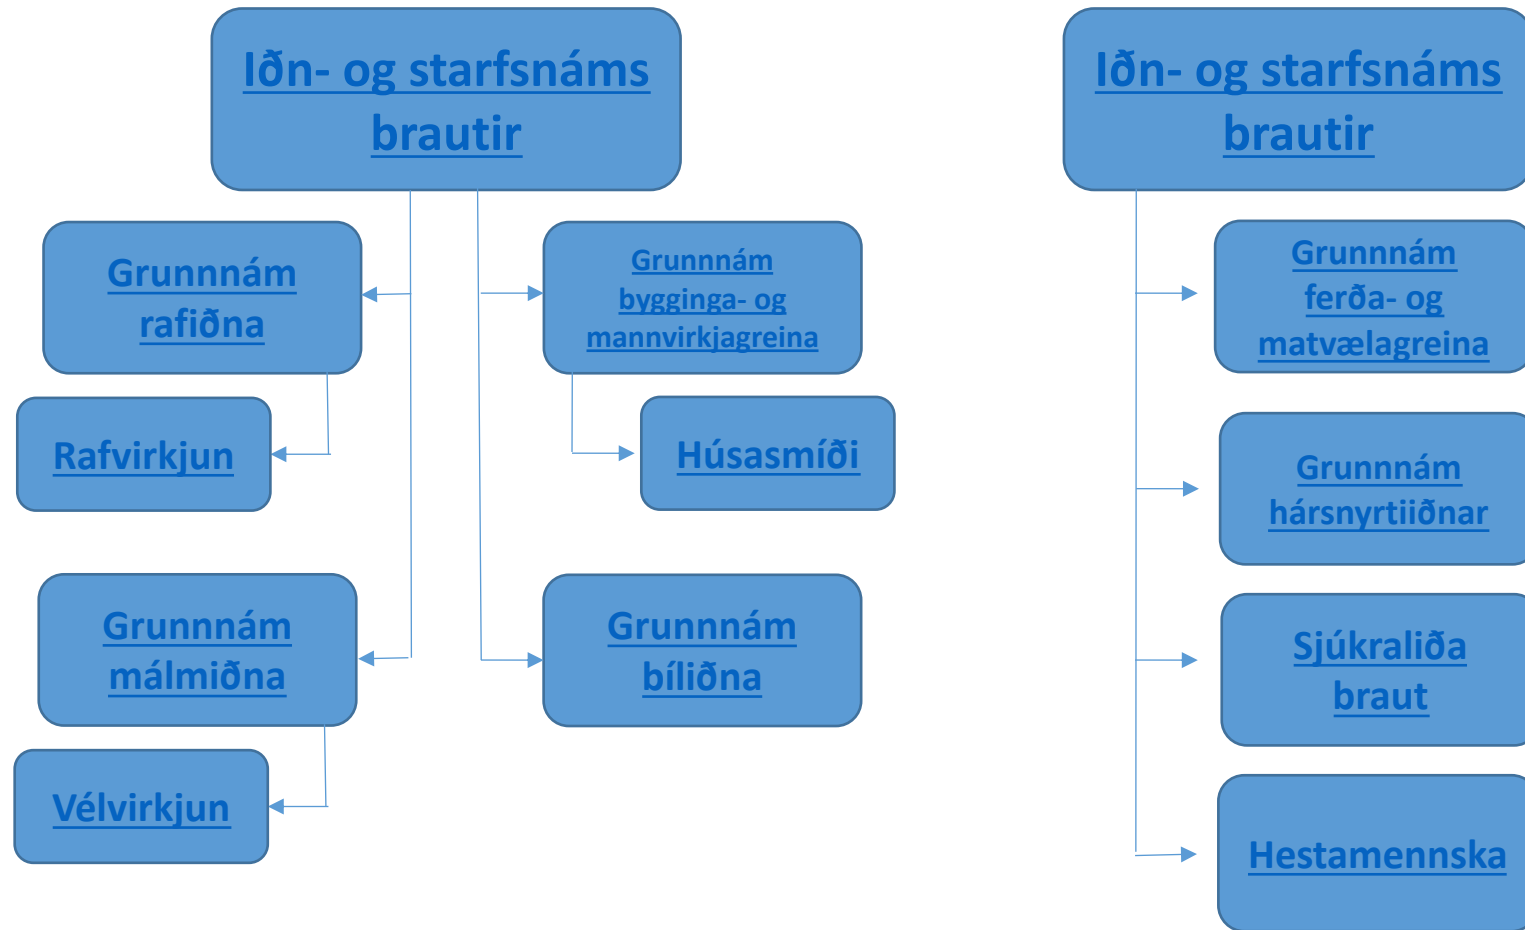 Iðn- og starfsnáms
brautir
Grunnnám
rafiðna
Rafvirkjun
Grunnnám
bygginga- og
mannvirkjagreina
Húsasmíði
Grunnnám
málmiðna
Vélvirkjun
Grunnnám
bíliðna
Iðn- og starfsnáms
brautir
Grunnnám
ferða- og
matvælagreina
Grunnnám
hársnyrtiiðnar
Sjúkraliða
braut
Hestamennska